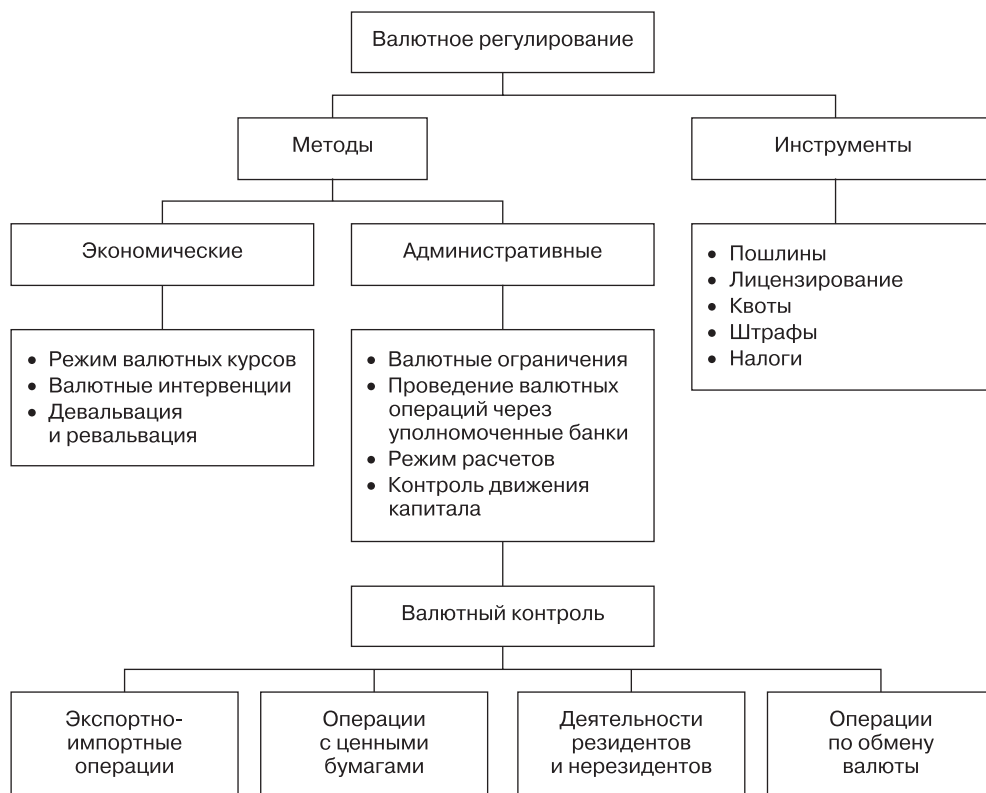 Валютное регулирование
Методы
Инструменты
Экономические
Административные
• Пошлины
• Лицензирование
• Квоты
• Штрафы
• Налоги
• Режим валютных курсов
• Валютные интервенции
• Девальвация
и ревальвация
• Валютные ограничения
• Проведение валютных
операций через
уполномоченные банки
• Режим расчетов
• Контроль движения
капитала
Валютный контроль
Экспортно-
импортные
операции
Операции
с ценными
бумагами
Деятельности
резидентов
и нерезидентов
Операции
по обмену
валюты